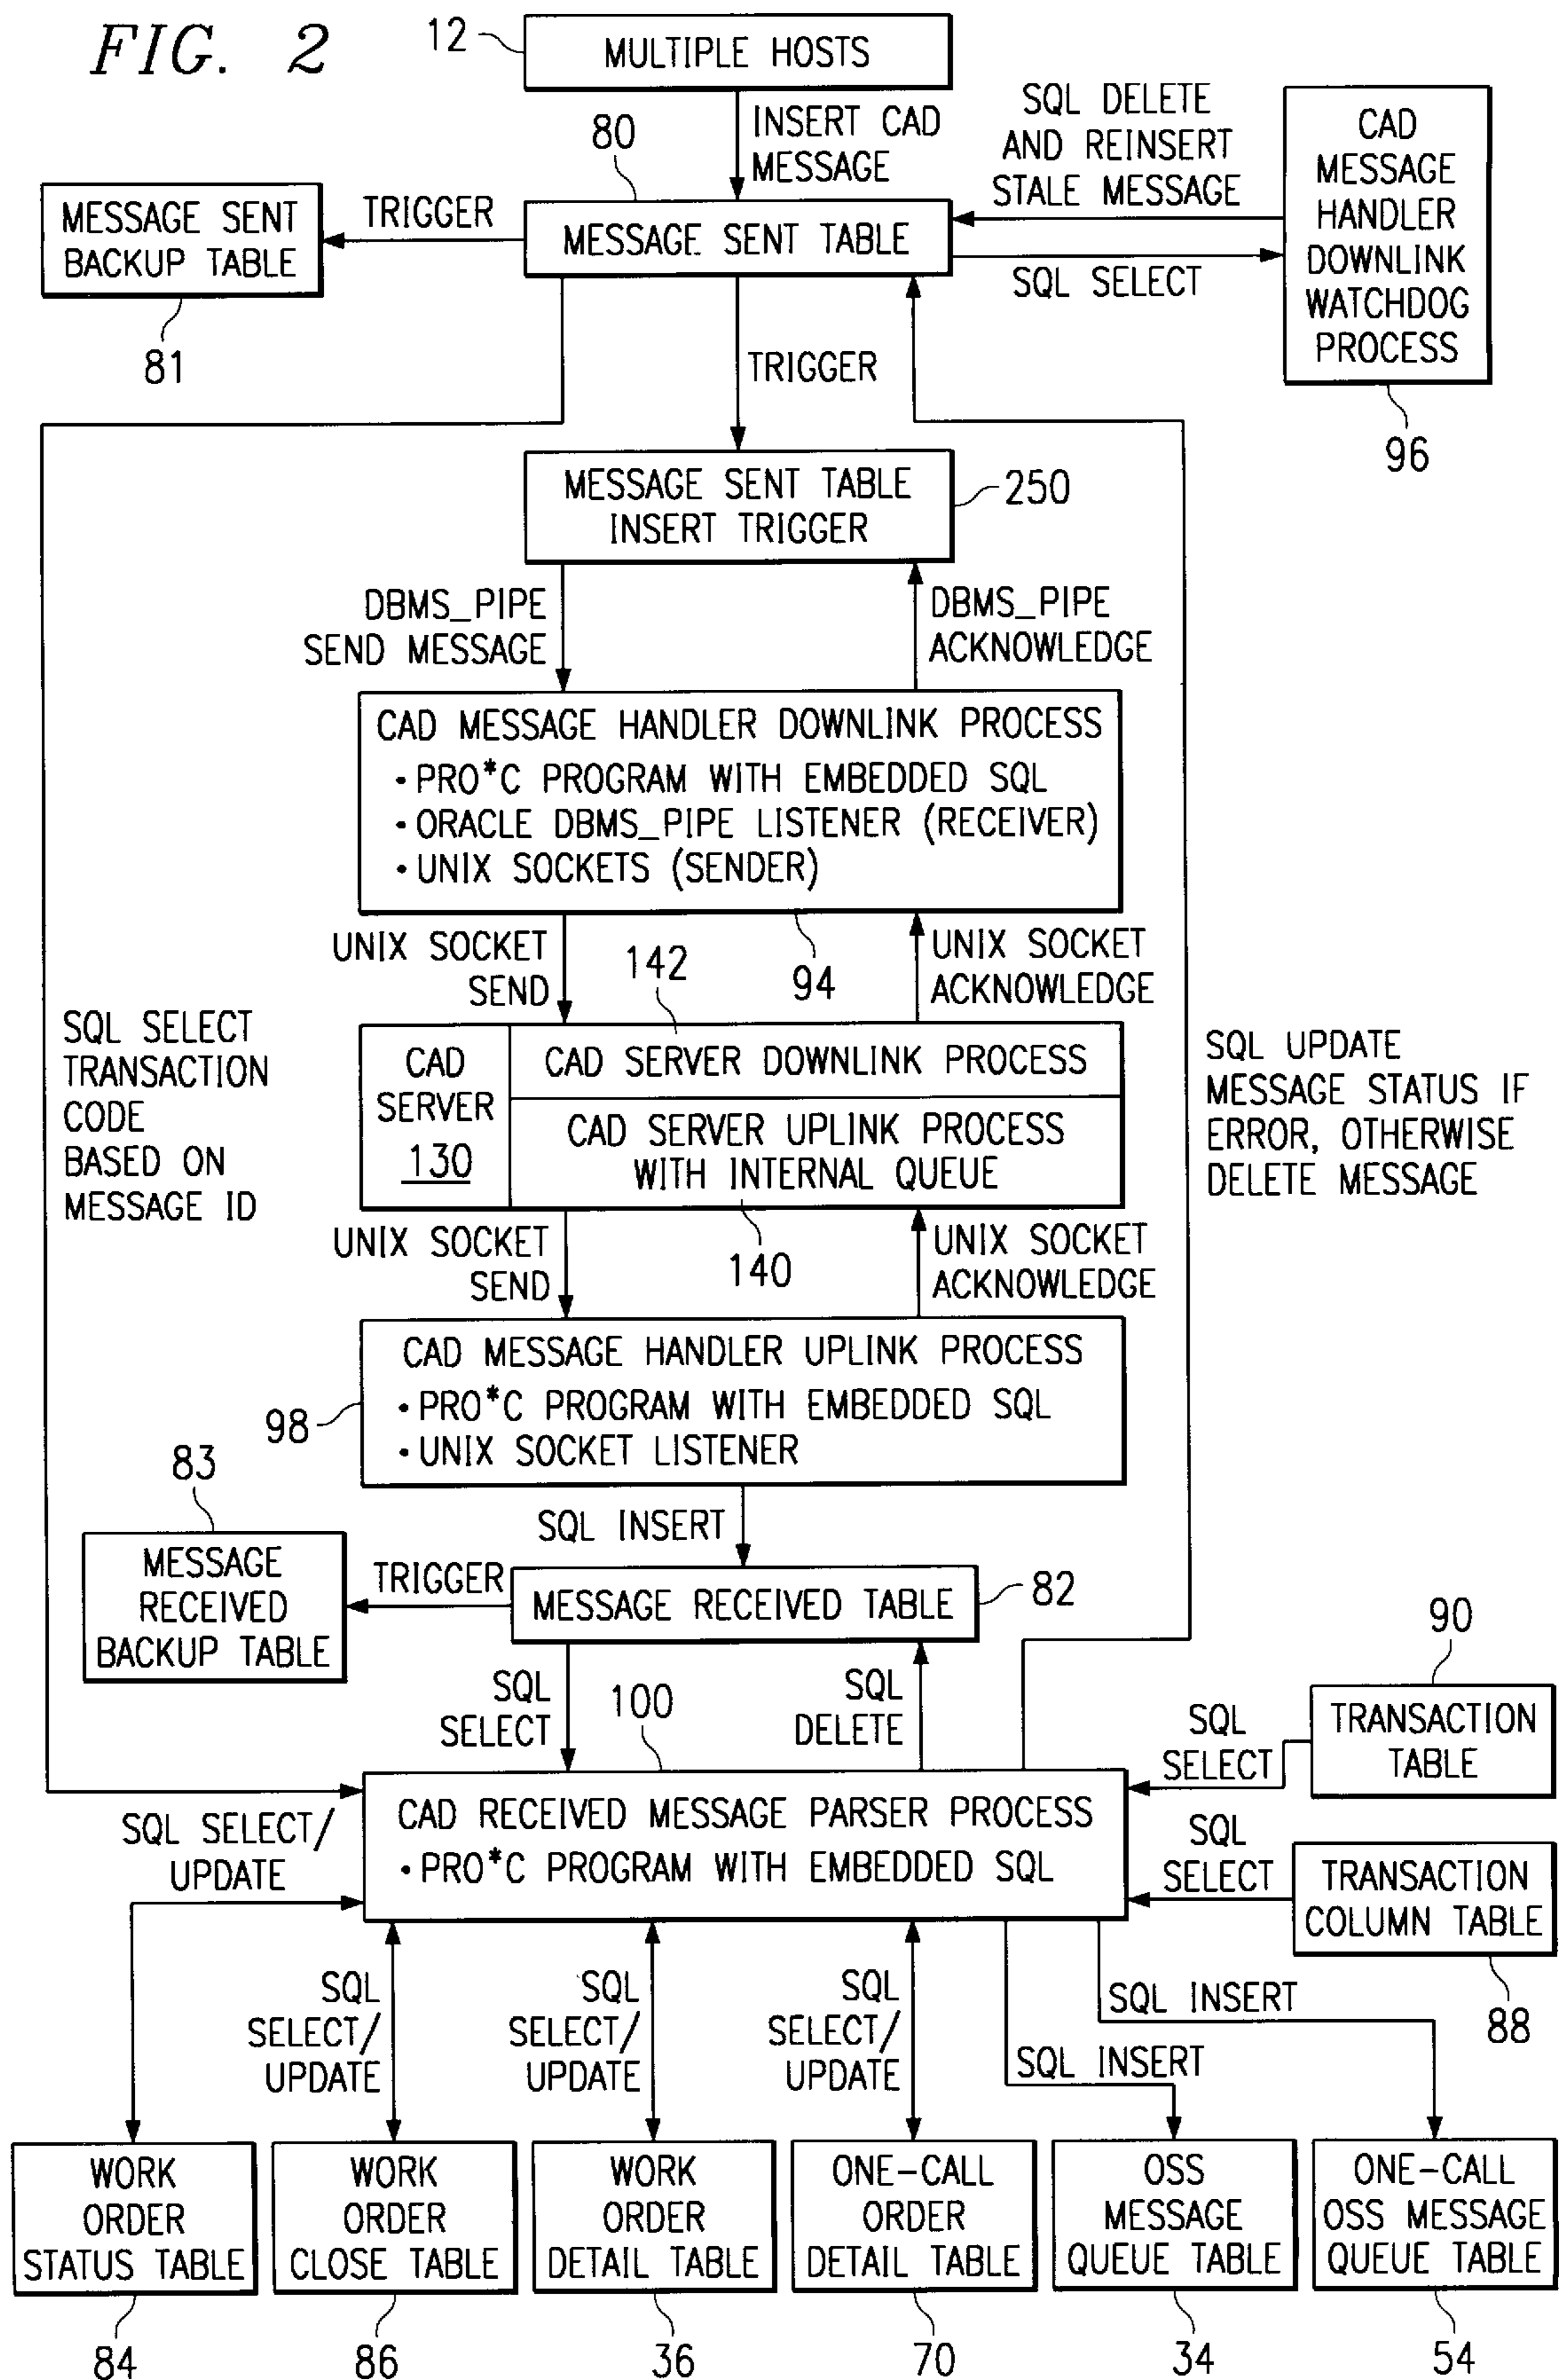 FIG. 2
12
MULTIPLE HOSTS
INSERT CAD
MESSAGE
80
SQL DELETE
AND REINSERT
STALE MESSAGE
CAD
MESSAGE
HANDLER
DOWNLINK
WATCHDOG
PROCESS
MESSAGE SENT
BACKUP TABLE
TRIGGER
MESSAGE SENT TABLE
SQL SELECT
81
TRIGGER
96
MESSAGE SENT TABLE
INSERT TRIGGER
250
DBMS_PIPE
SEND MESSAGE
DBMS_PIPE
ACKNOWLEDGE
CAD MESSAGE HANDLER DOWNLINK PROCESS
• PRO*C PROGRAM WITH EMBEDDED SQL
• ORACLE DBMS_PIPE LISTENER (RECEIVER)
• UNIX SOCKETS (SENDER)
UNIX SOCKET
SEND
142
94
UNIX SOCKET
ACKNOWLEDGE
SQL SELECT
TRANSACTION
CODE
BASED ON
MESSAGE ID
CAD
SERVER
130
CAD SERVER DOWNLINK PROCESS
CAD SERVER UPLINK PROCESS
WITH INTERNAL QUEUE
SQL UPDATE
MESSAGE STATUS IF
ERROR, OTHERWISE
DELETE MESSAGE
UNIX SOCKET
SEND
140
UNIX SOCKET
ACKNOWLEDGE
CAD MESSAGE HANDLER UPLINK PROCESS
• PRO*C PROGRAM WITH EMBEDDED SQL
• UNIX SOCKET LISTENER
98
83
SQL INSERT
MESSAGE
RECEIVED
BACKUP TABLE
TRIGGER
MESSAGE RECEIVED TABLE
82
90
SQL
SELECT
100
SQL
DELETE
SQL
SELECT
TRANSACTION
TABLE
CAD RECEIVED MESSAGE PARSER PROCESS
• PRO*C PROGRAM WITH EMBEDDED SQL
SQL SELECT/
UPDATE
SQL
SELECT
TRANSACTION
COLUMN TABLE
88
SQL
SELECT/
UPDATE
SQL
SELECT/
UPDATE
SQL
SELECT/
UPDATE
SQL INSERT
SQL INSERT
WORK
ORDER
STATUS TABLE
WORK
ORDER
CLOSE TABLE
WORK
ORDER
DETAIL TABLE
ONE-CALL
ORDER
DETAIL TABLE
OSS
MESSAGE
QUEUE TABLE
ONE-CALL
OSS MESSAGE
QUEUE TABLE
84
86
36
70
34
54